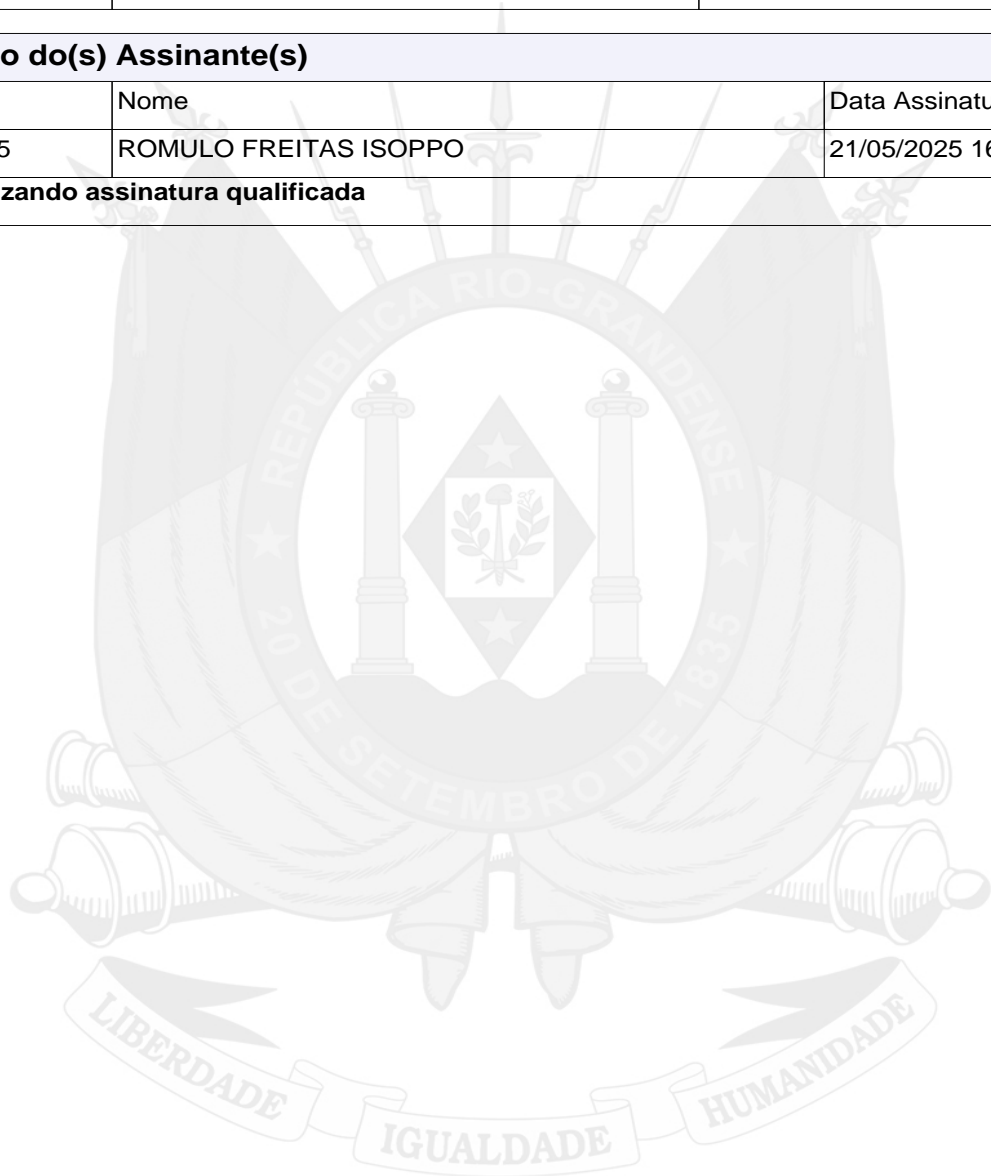 o do(s) Assinante(s)
Nome Data Assinatu
5 ROMULO FREITAS ISOPPO 21/05/2025 16
zando assinatura qualificada
REPÚBLICA RIO-GRANDENSE
20 DE SETEMBRO DE 1835
LIBERDADE IGUALDADE HUMANIDADE